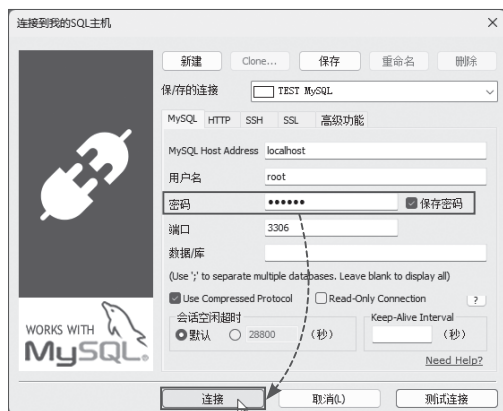 连接到我的SQL主机
新建 Clone... 保存 重命名 删除
保/存的连接 TEST MySQL
MySQL HTTP SSH SSL 高级功能
MySQL Host Address localhost
用户名 root
密码 •••••• 保存密码
端口 3306
数据/库
(Use ';' to separate multiple databases. Leave blank to display all)
Use Compressed Protocol Read-Only Connection ?
会话空闲超时 Keep-Alive Interval
默认 28800 (秒) (秒)
WORKS WITH
MySQL®
Need Help?
连接 取消(L) 测试连接